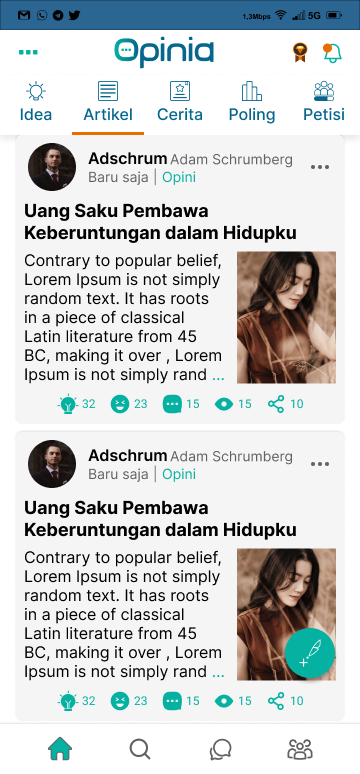 1,3Mbps 5G
Opinia
Idea Artikel Cerita Poling Petisi
Adschrum Adam Schrumberg
Baru saja | Opini
Uang Saku Pembawa
Keberuntungan dalam Hidupku
Contrary to popular belief,
Lorem Ipsum is not simply
random text. It has roots
in a piece of classical
Latin literature from 45
BC, making it over , Lorem
Ipsum is not simply rand ...
32 23 15 15 10
Adschrum Adam Schrumberg
Baru saja | Opini
Uang Saku Pembawa
Keberuntungan dalam Hidupku
Contrary to popular belief,
Lorem Ipsum is not simply
random text. It has roots
in a piece of classical
Latin literature from 45
BC, making it over , Lorem
Ipsum is not simply rand ...
32 23 15 15 10